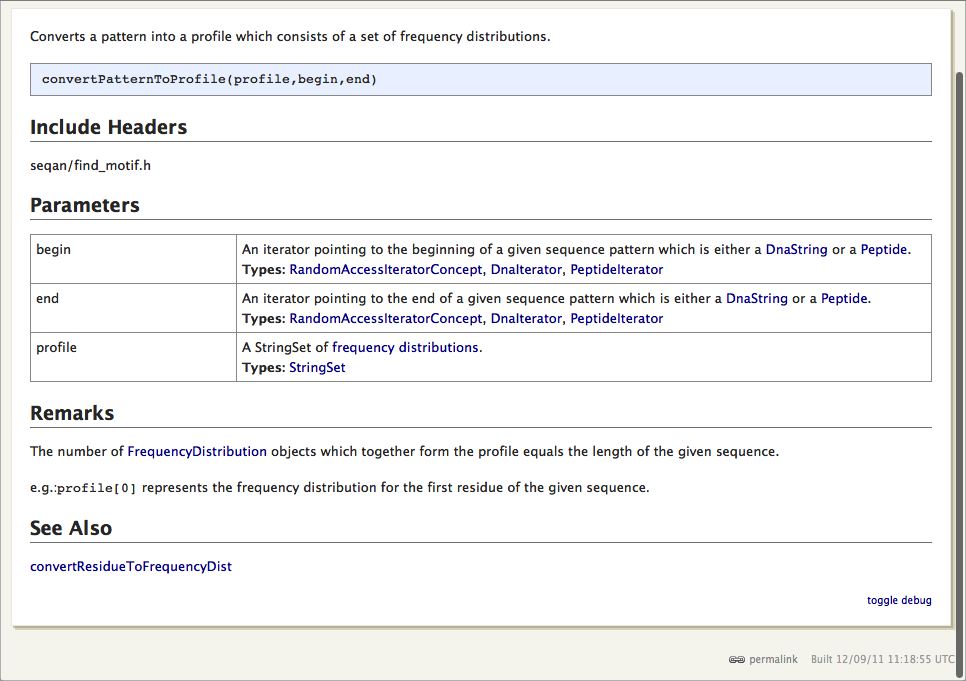 Converts a pattern into a profile which consists of a set of frequency distributions.
convertPatternToProfile(profile,begin,end)
Include Headers
seqan/find_motif.h
Parameters
begin
An iterator pointing to the beginning of a given sequence pattern which is either a DnaString or a Peptide.
Types: RandomAccessIteratorConcept, DnaIterator, PeptideIterator
end
An iterator pointing to the end of a given sequence pattern which is either a DnaString or a Peptide.
Types: RandomAccessIteratorConcept, DnaIterator, PeptideIterator
profile
A StringSet of frequency distributions.
Types: StringSet
Remarks
The number of FrequencyDistribution objects which together form the profile equals the length of the given sequence.
e.g.:profile[0] represents the frequency distribution for the first residue of the given sequence.
See Also
convertResidueToFrequencyDist
toggle debug
permalink Built 12/09/11 11:18:55 UTC